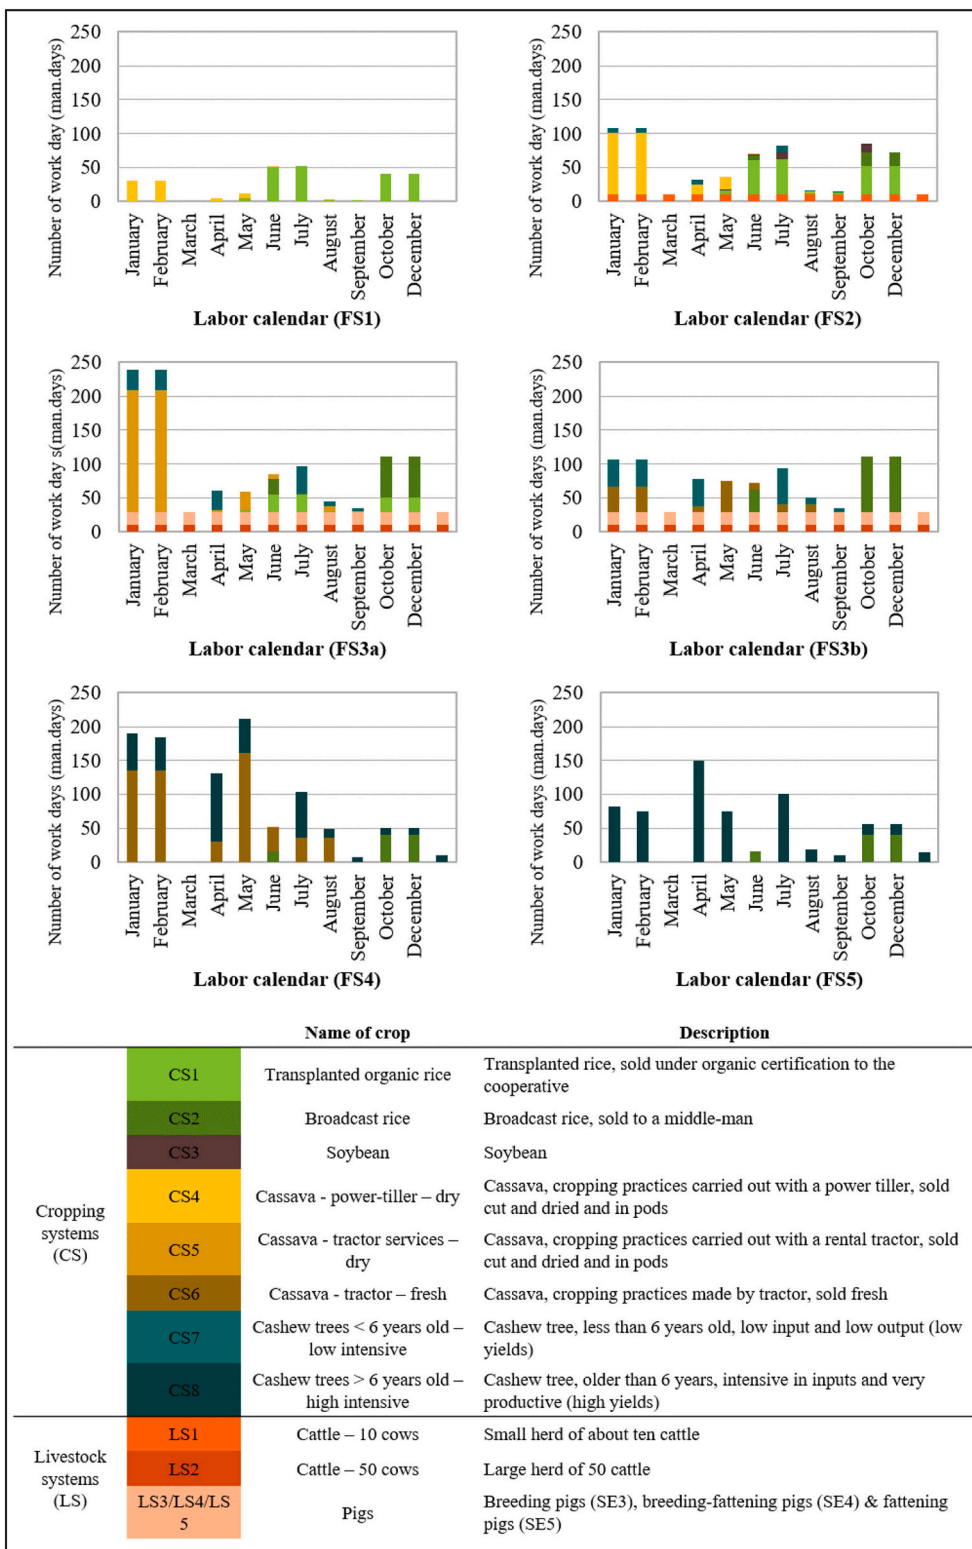 Number of work day (man.days)
250
200
150
100
50
0
January
February
March
April
May
June
July
August
September
October
December
Labor calendar (FS1)
Number of work day (man.days)
250
200
150
100
50
0
January
February
March
April
May
June
July
August
September
October
December
Labor calendar (FS2)
Number of work day s(man.days)
250
200
150
100
50
0
January
February
March
April
May
June
July
August
September
October
December
Labor calendar (FS3a)
Number of work days (man.days)
250
200
150
100
50
0
January
February
March
April
May
June
July
August
September
October
December
Labor calendar (FS3b)
Number of work days (man.days)
250
200
150
100
50
0
January
February
March
April
May
June
July
August
September
October
December
Labor calendar (FS4)
Number of work days (man.days)
250
200
150
100
50
0
January
February
March
April
May
June
July
August
September
October
December
Labor calendar (FS5)
Name of crop Description
Cropping
systems
(CS)
CS1 Transplanted organic rice Transplanted rice, sold under organic certification to the
cooperative
CS2 Broadcast rice Broadcast rice, sold to a middle-man
CS3 Soybean Soybean
CS4 Cassava - power-tiller – dry Cassava, cropping practices carried out with a power tiller, sold
cut and dried and in pods
CS5 Cassava - tractor services – Cassava, cropping practices carried out with a rental tractor, sold
dry cut and dried and in pods
CS6 Cassava - tractor – fresh Cassava, cropping practices made by tractor, sold fresh
CS7 Cashew trees < 6 years old – Cashew tree, less than 6 years old, low input and low output (low
low intensive yields)
CS8 Cashew trees > 6 years old – Cashew tree, older than 6 years, intensive in inputs and very
high intensive productive (high yields)
Livestock
systems
(LS)
LS1 Cattle – 10 cows Small herd of about ten cattle
LS2 Cattle – 50 cows Large herd of 50 cattle
LS3/LS4/LS Pigs Breeding pigs (SE3), breeding-fattening pigs (SE4) & fattening
5 pigs (SE5)